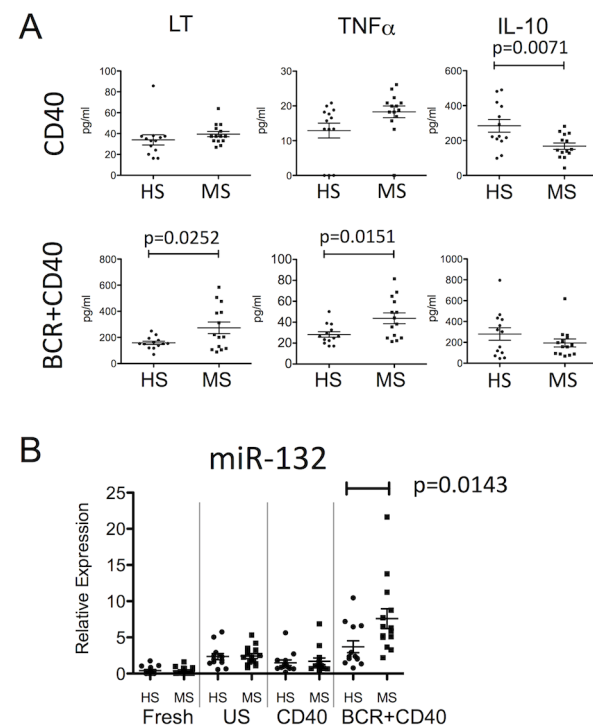 A
LT TNFα IL-10
p=0.0071
CD40
pg/ml
100
80
60
40
20
0
HS MS
pg/ml
30
20
10
0
HS MS
pg/ml
600
400
200
0
HS MS
BCR+CD40
p=0.0252
pg/ml
800
600
400
200
0
HS MS
p=0.0151
pg/ml
100
80
60
40
20
0
HS MS
pg/ml
1000
800
600
400
200
0
HS MS
B
miR-132
p=0.0143
Relative Expression
25
20
15
10
5
0
HS MS HS MS HS MS HS MS
Fresh US CD40 BCR+CD40